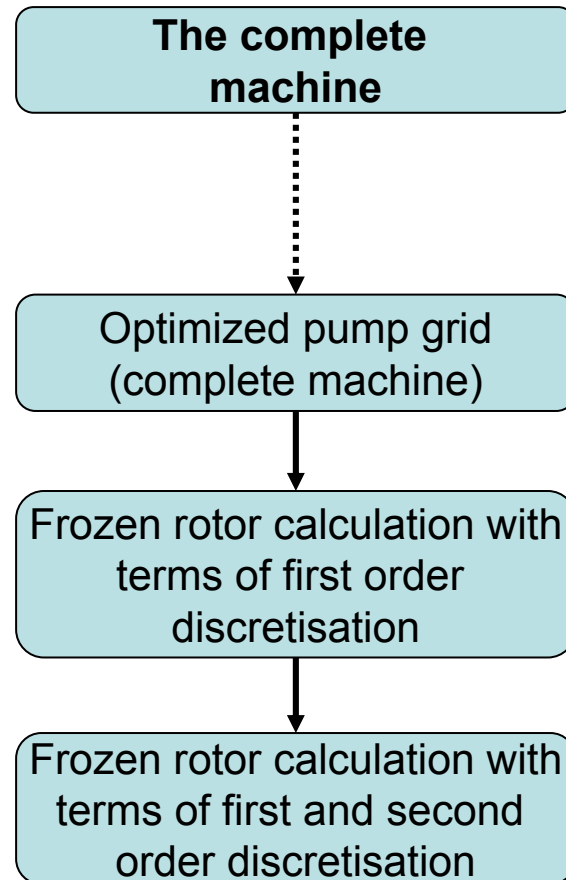 The complete
machine
Optimized pump grid
(complete machine)
Frozen rotor calculation with
terms of first order
discretisation
Frozen rotor calculation with
terms of first and second
order discretisation